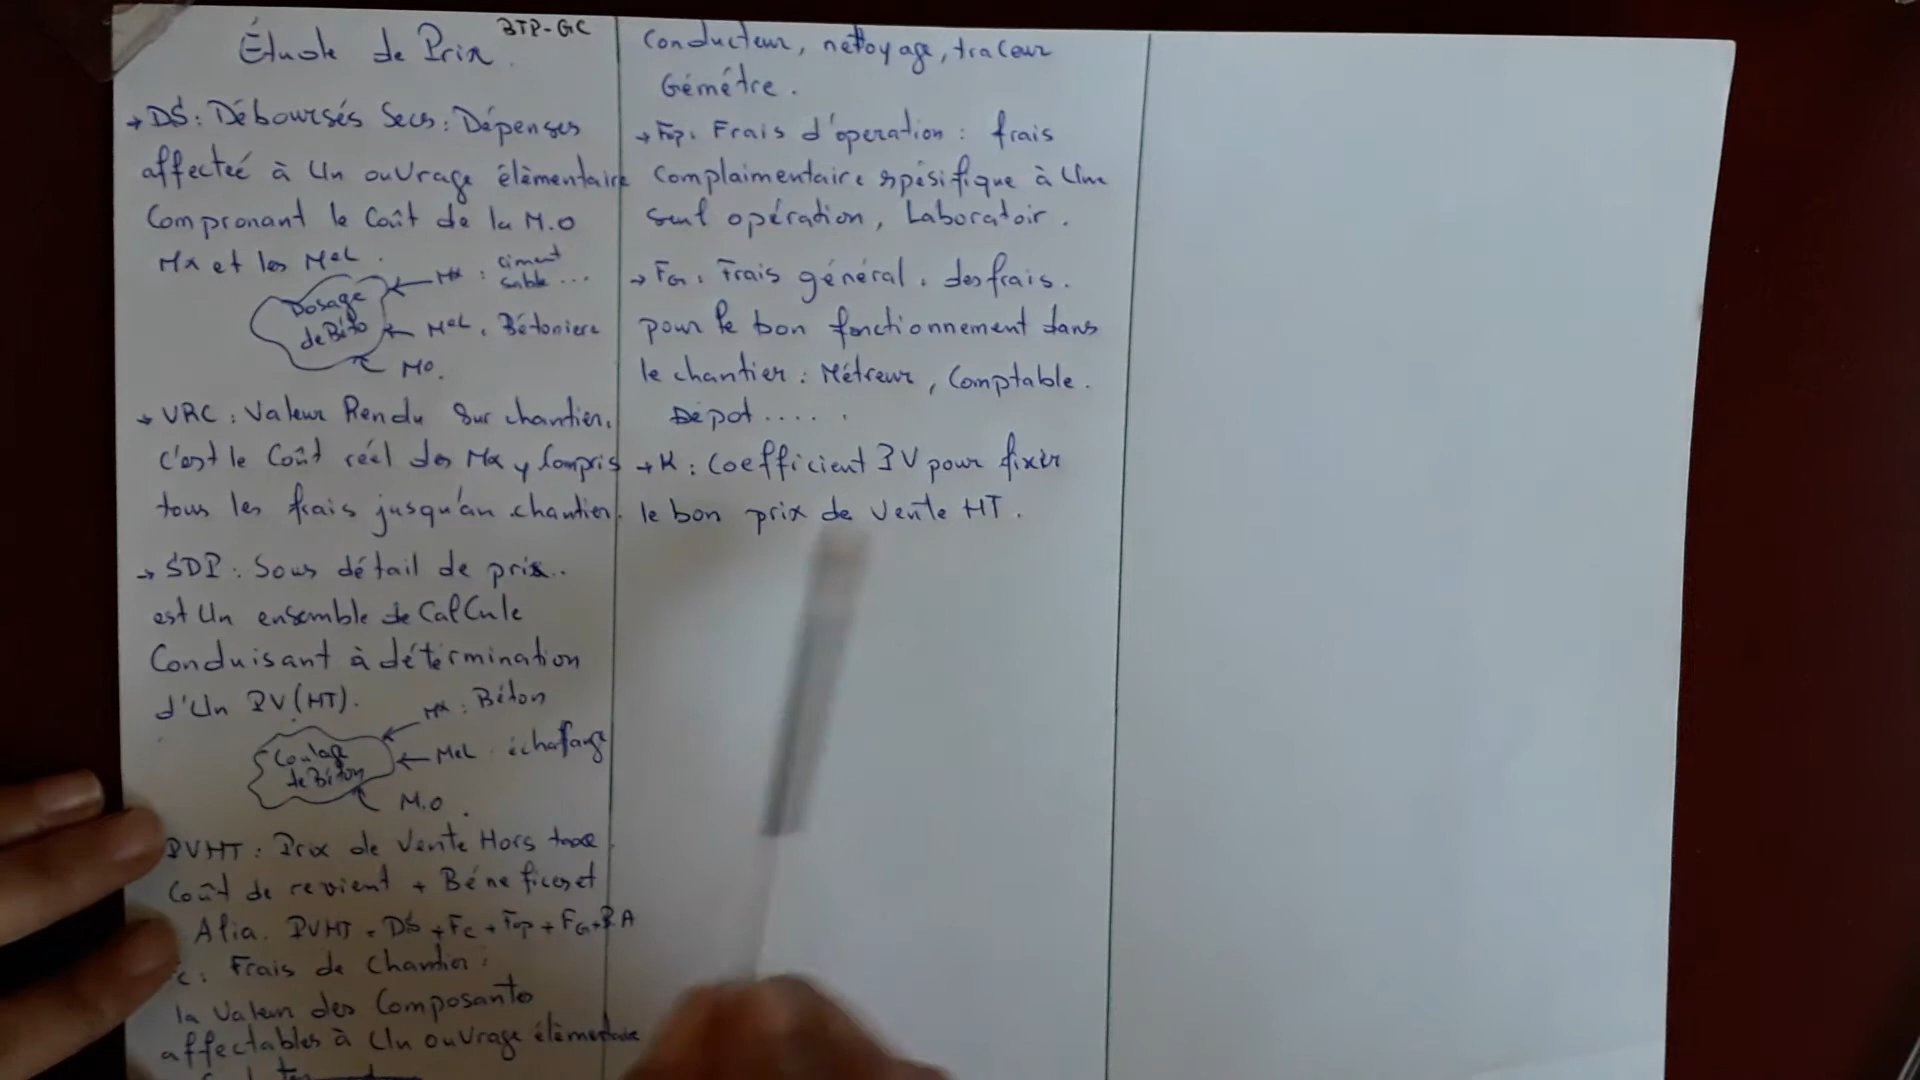 Étude de Prix.
BTP-GC
→ DS: Déboursés Secs: Dépenses
affecteé à Un ouvrage élèmentaire
Compronant le Coût de la M.O
Mx et les Mel.
Dosage
de Béto
Mx : ciment
sable ...
Mel. Bétoniere
MO.
→ VRC: Valeur Rendu Sur chantier.
c'est le Coût réel des Mx y Compris
tous les frais jusqu'au chantier.
→ SDP: Sous détail de prix..
est Un ensemble de CalCule
Conduisant à détermination
d'Un PV(HT).
Coulage
de Béton
Mx: Béton
Mel
M.O.
PVHT: Prix de Vente Hors taxe
Coût de revient + Bénefices et
Alia. PVHT = DS + Fc + Fop + FG + B.A
c: Frais de Chantier:
la Valeur des Composants
affectables à Un ouvrage élèmentaire
Conducteur, nettoyage, traceur
Gémétre.
→ Fop. Frais d'operation: frais
Complaimentaire spésifique à Une
seul opération, Laboratoir.
→ FG: Frais général. des frais.
pour le bon fonctionnement dans
le chantier: Métreur, Comptable.
Dépot .....
→ K: Coefficient PV pour fixér
le bon prix de Vente HT.